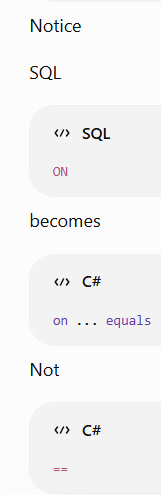 Notice
SQL
SQL
ON
becomes
C#
on ... equals
Not
C#
==